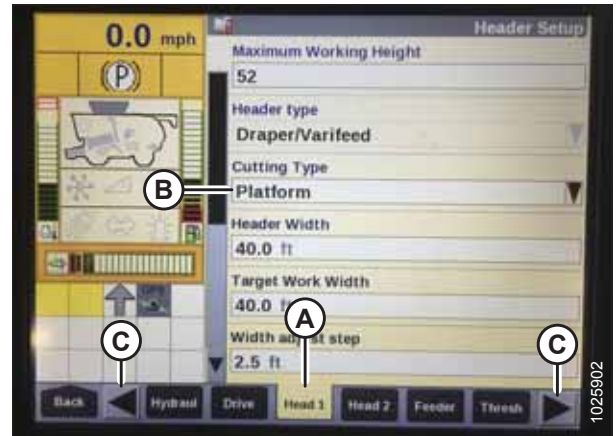 0.0 mph
Header Setup
Maximum Working Height
52
(P)
Header type
Draper/Varifeed
Cutting Type
B
Platform
Header Width
40.0 ft
Target Work Width
40.0 ft
A
Width adjust step
C
C
2.5 ft
Back
Hydraul
Drive
Head 1
Head 2
Feeder
Thresh
1025902